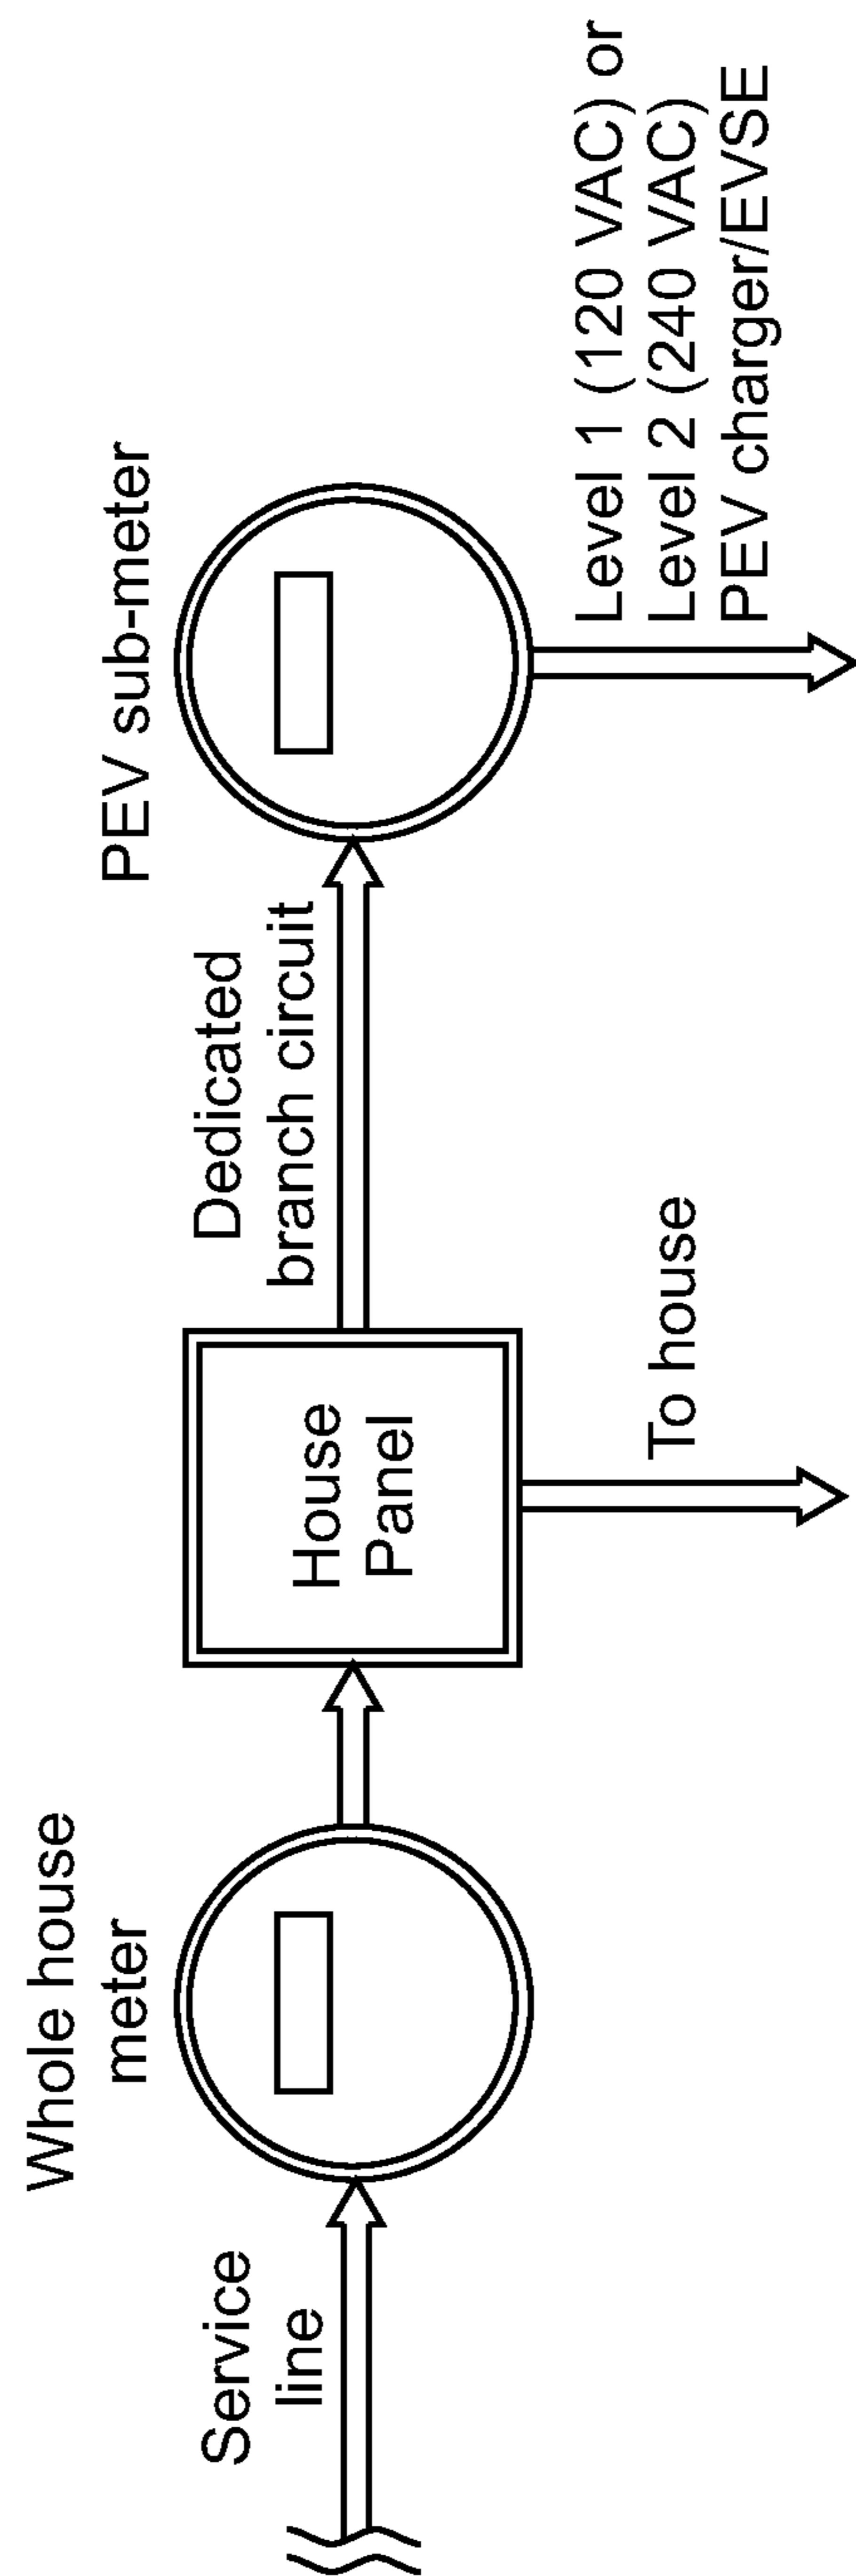 Service
line
Whole house
meter
House
Panel
To house
Dedicated
branch circuit
PEV sub-meter
Level 1 (120 VAC) or
Level 2 (240 VAC)
PEV charger/EVSE